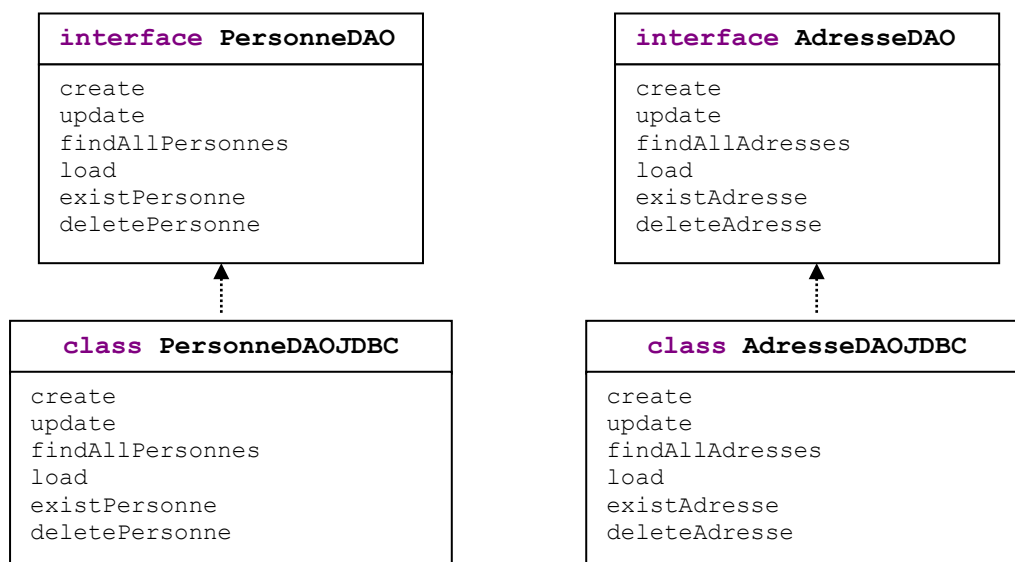 interface PersonneDAO
create
update
findAllPersonnes
load
existPersonne
deletePersonne
interface AdresseDAO
create
update
findAllAdresses
load
existAdresse
deleteAdresse
class PersonneDAOJDBC
create
update
findAllPersonnes
load
existPersonne
deletePersonne
class AdresseDAOJDBC
create
update
findAllAdresses
load
existAdresse
deleteAdresse